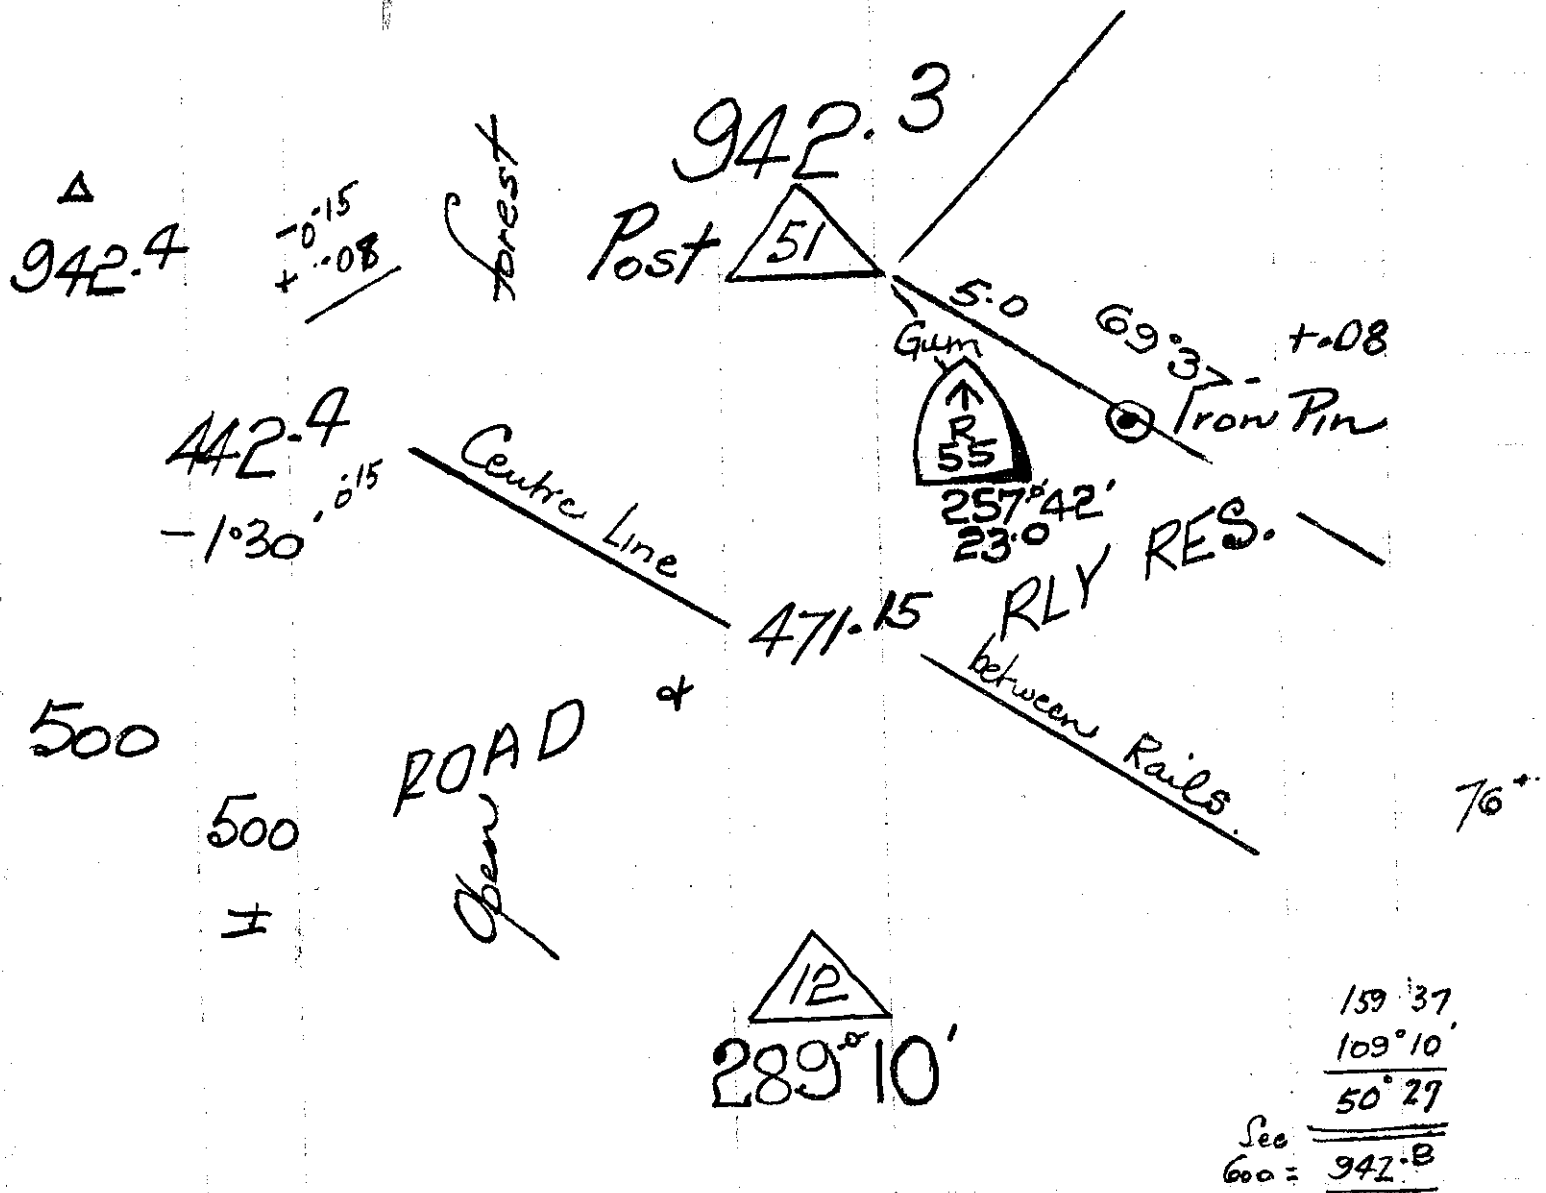 942.3
Δ
942.4
-0.15
+.08
forest
Post 51
5.0
69°37'
+.08
Gum
Iron Pin
R
55
257°42'
23.0
442.4
-1°30' 0.15
Centre Line
471.15
RLY RES.
between Rails.
500
ROAD &
Open
500
±
76+.
12
289°10'
159 37
109°10'
50°27
Sec
600 = 942.3